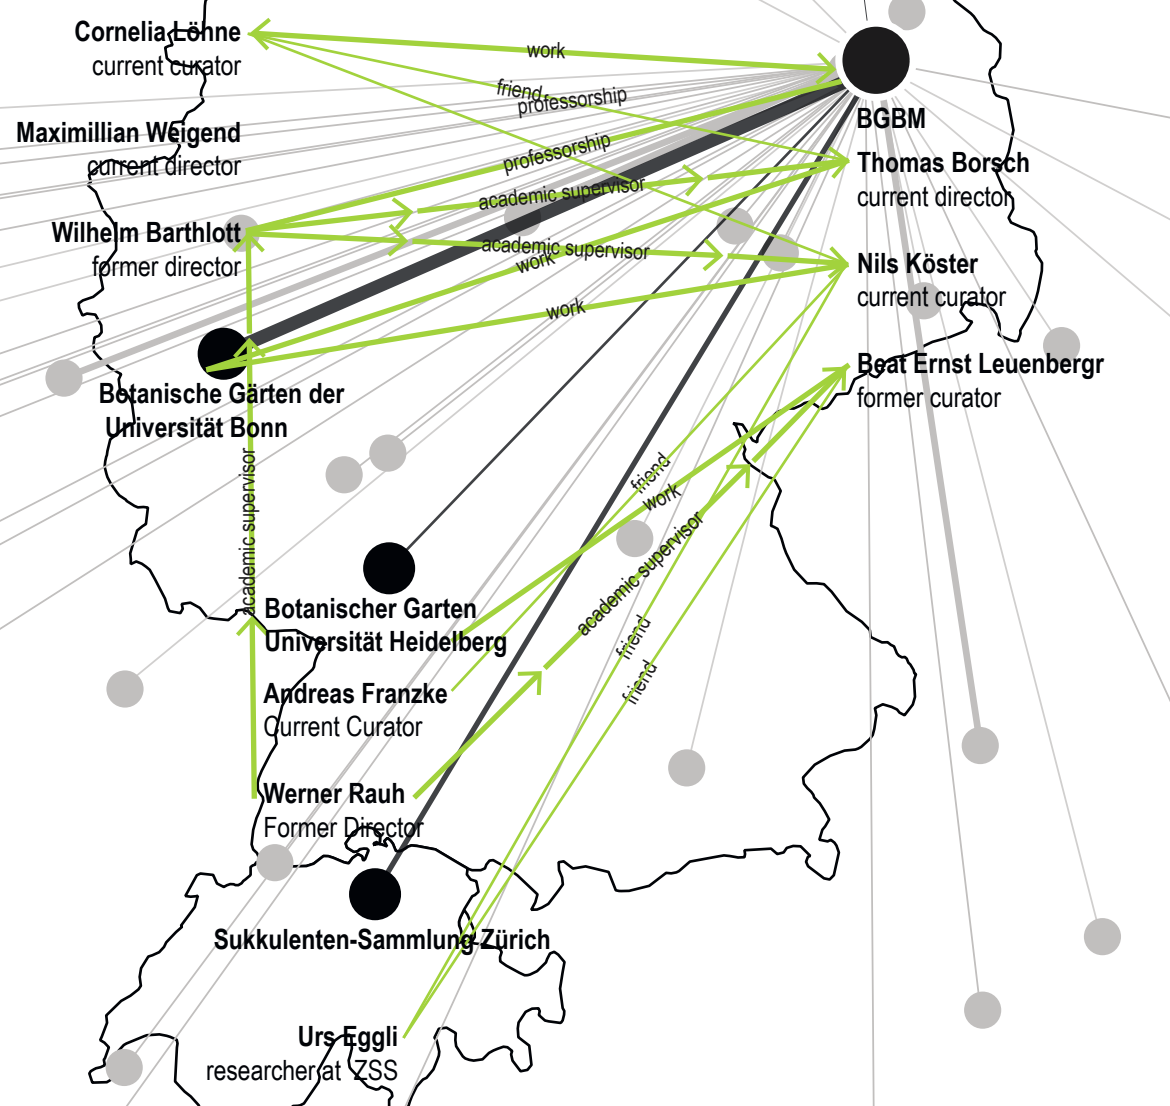 Cornelia Löhne
current curator
work
friend
professorship
BGBM
Maximillian Weigend
current director
professorship
Thomas Borsch
current director
academic supervisor
Wilhelm Barthlott
former director
academic supervisor
work
Nils Köster
current curator
work
Beat Ernst Leuenbergr
former curator
Botanische Gärten der
Universität Bonn
academic supervisor
friend
work
academic supervisor
Botanischer Garten
Universität Heidelberg
friend
friend
Andreas Franzke
Current Curator
Werner Rauh
Former Director
Sukkulenten-Sammlung-Zürich
Urs Eggli
researcher at ZSS